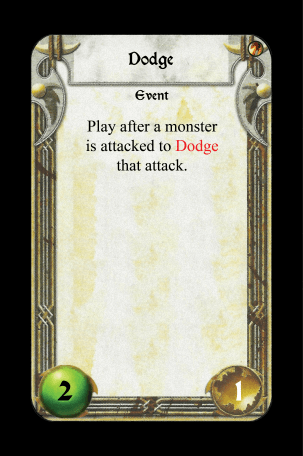 Dodge
Event
Play after a monster
is attacked to Dodge
that attack.
2
1